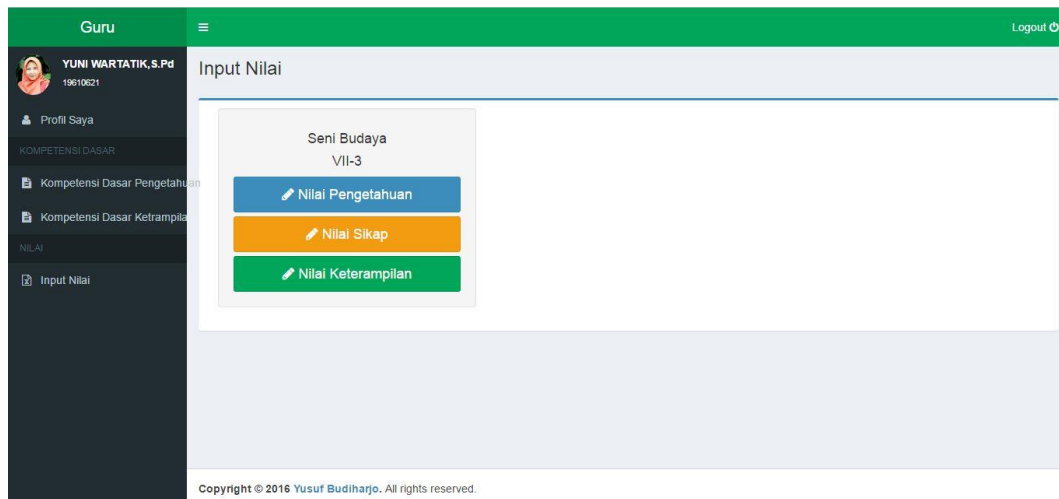 Guru
Logout
YUNI WARTATIK,S.Pd
19610621
Input Nilai
Profil Saya
KOMPETENSI DASAR
Kompetensi Dasar Pengetahuan
Kompetensi Dasar Ketrampila
NILAI
Input Nilai
Seni Budaya
VII-3
Nilai Pengetahuan
Nilai Sikap
Nilai Keterampilan
Copyright © 2016 Yusuf Budiharjo. All rights reserved.